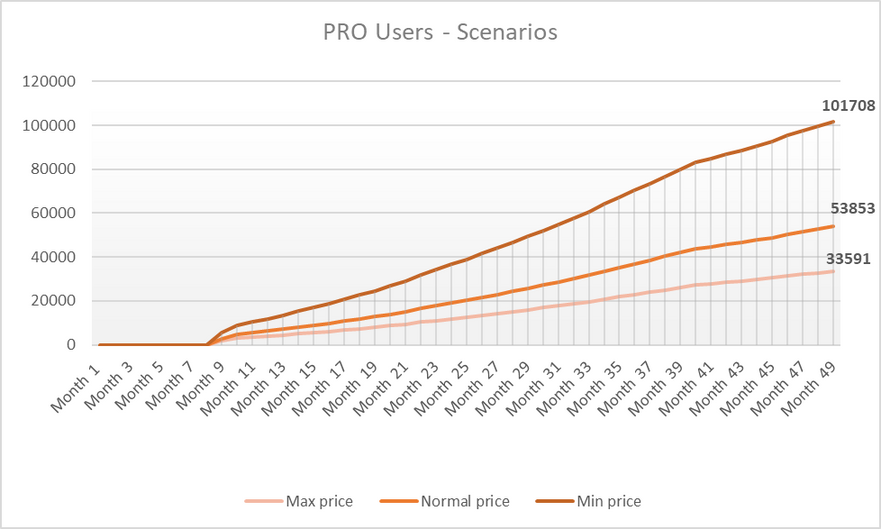 PRO Users - Scenarios
120000
101708
100000
80000
60000
53853
40000
33591
20000
0
Month 1
Month 3
Month 5
Month 7
Month 9
Month 11
Month 13
Month 15
Month 17
Month 19
Month 21
Month 23
Month 25
Month 27
Month 29
Month 31
Month 33
Month 35
Month 37
Month 39
Month 41
Month 43
Month 45
Month 47
Month 49
Max price
Normal price
Min price